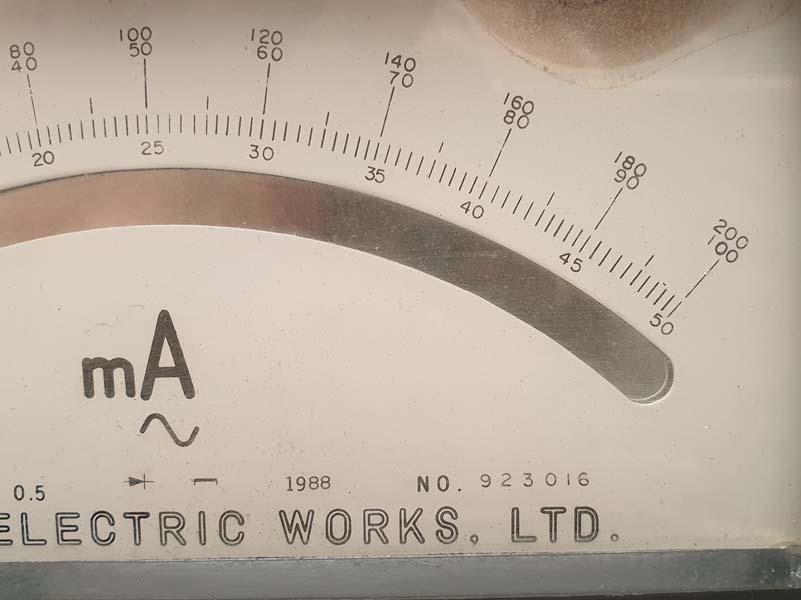 80 100 120 140 160 180 200
40 50 60 70 80 90 100
20 25 30 35 40 45 50
mA
0.5 1988 NO. 923016
ELECTRIC WORKS, LTD.